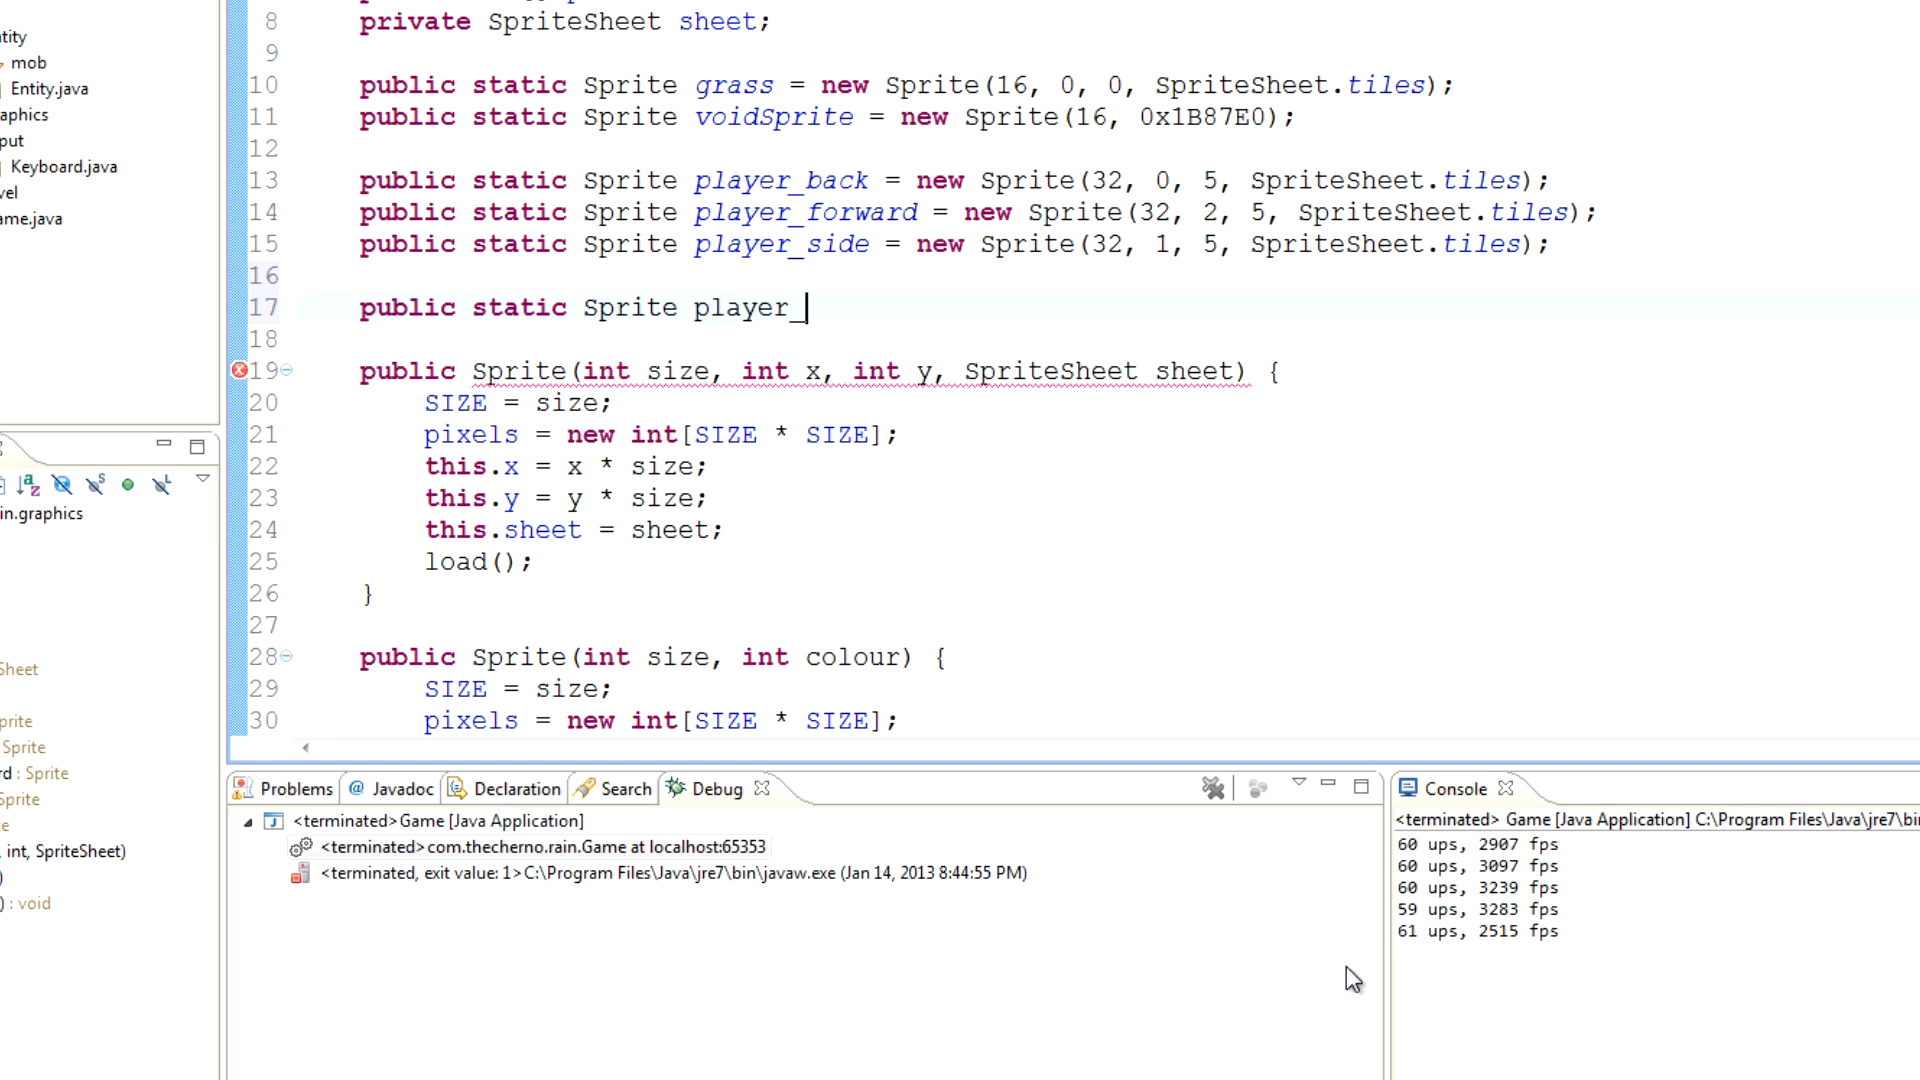 tity
mob
Entity.java
aphics
put
Keyboard.java
vel
ame.java
8 private SpriteSheet sheet;
9
10 public static Sprite grass = new Sprite(16, 0, 0, SpriteSheet.tiles);
11 public static Sprite voidSprite = new Sprite(16, 0x1B87E0);
12
13 public static Sprite player_back = new Sprite(32, 0, 5, SpriteSheet.tiles);
14 public static Sprite player_forward = new Sprite(32, 2, 5, SpriteSheet.tiles);
15 public static Sprite player_side = new Sprite(32, 1, 5, SpriteSheet.tiles);
16
17 public static Sprite player_
18
19 public Sprite(int size, int x, int y, SpriteSheet sheet) {
20 SIZE = size;
21 pixels = new int[SIZE * SIZE];
22 this.x = x * size;
23 this.y = y * size;
24 this.sheet = sheet;
25 load();
26 }
27
28 public Sprite(int size, int colour) {
29 SIZE = size;
30 pixels = new int[SIZE * SIZE];
in.graphics
Sheet
prite
Sprite
rd : Sprite
Sprite
te
, int, SpriteSheet)
)
) : void
Problems @ Javadoc Declaration Search Debug
<terminated>Game [Java Application]
<terminated>com.thecherno.rain.Game at localhost:65353
<terminated, exit value: 1>C:\Program Files\Java\jre7\bin\javaw.exe (Jan 14, 2013 8:44:55 PM)
Console
<terminated> Game [Java Application] C:\Program Files\Java\jre7\bin
60 ups, 2907 fps
60 ups, 3097 fps
60 ups, 3239 fps
59 ups, 3283 fps
61 ups, 2515 fps